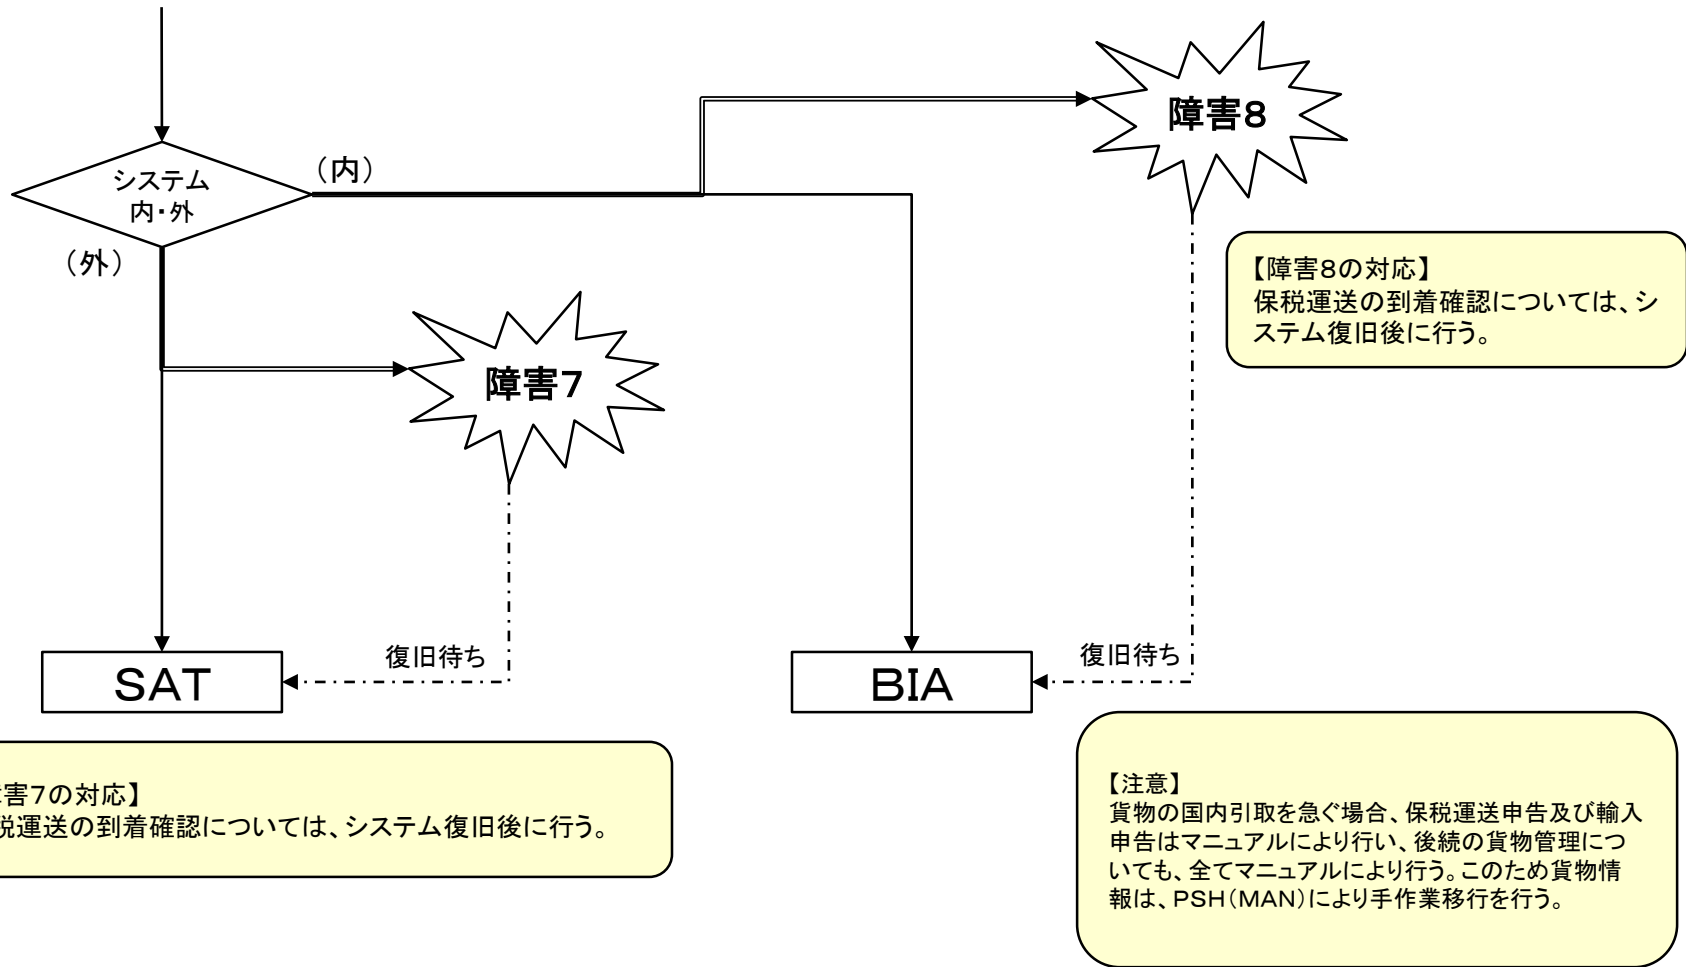 障害8
(内)
システム
内・外
(外)
【障害8の対応】
保税運送の到着確認については、シ
ステム復旧後に行う。
障害7
復旧待ち
復旧待ち
SAT
BIA
害7の対応】
税運送の到着確認については、システム復旧後に行う。
【注意】
貨物の国内引取を急ぐ場合、保税運送申告及び輸入
申告はマニュアルにより行い、後続の貨物管理につ
いても、全てマニュアルにより行う。このため貨物情
報は、PSH(MAN)により手作業移行を行う。